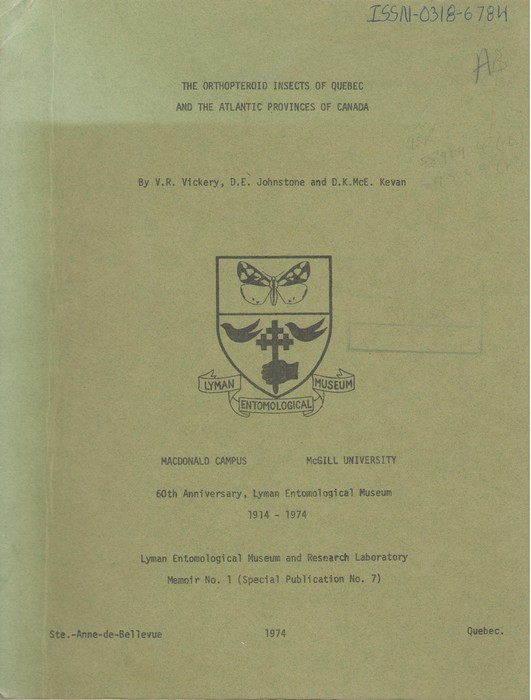 ISSN-0318-6784
AB
THE ORTHOPTEROID INSECTS OF QUEBEC
AND THE ATLANTIC PROVINCES OF CANADA
By V.R. Vickery, D.E. Johnstone and D.K.McE. Kevan
LYMAN MUSEUM
ENTOMOLOGICAL
MACDONALD CAMPUS McGILL UNIVERSITY
60th Anniversary, Lyman Entomological Museum
1914 - 1974
Lyman Entomological Museum and Research Laboratory
Memoir No. 1 (Special Publication No. 7)
Ste.-Anne-de-Bellevue 1974 Quebec.